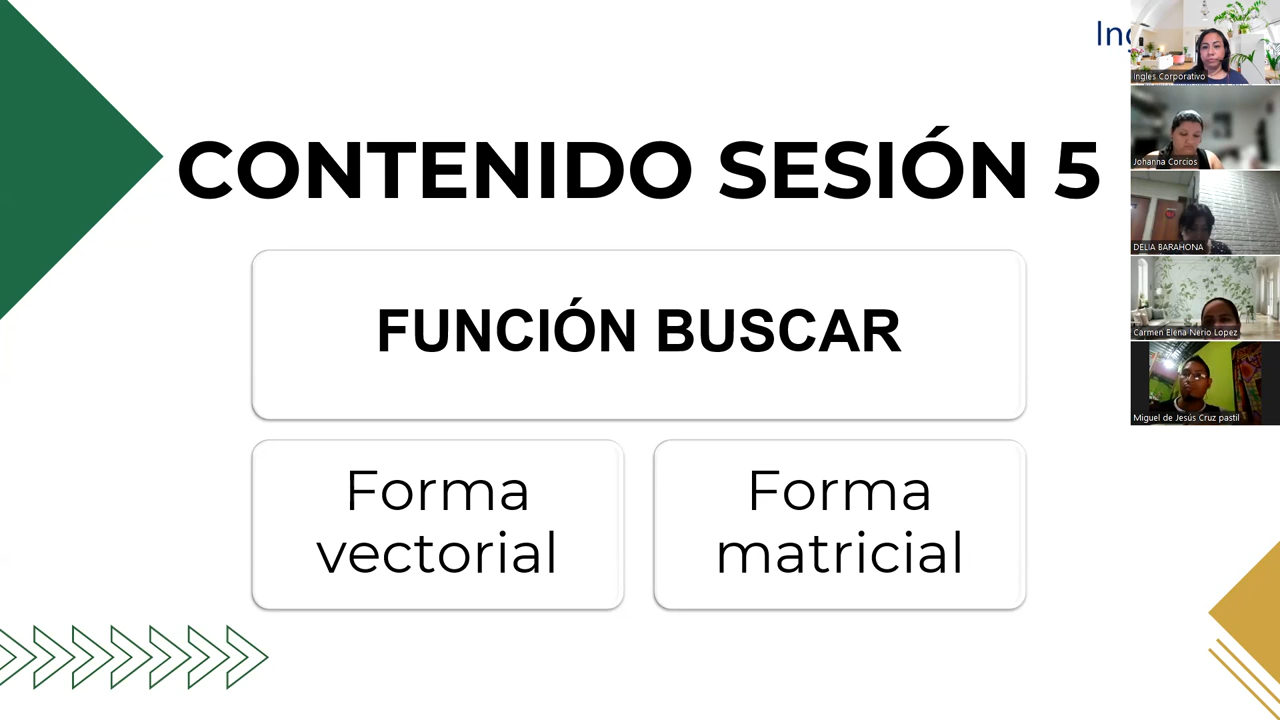 CONTENIDO SESIÓN 5
FUNCIÓN BUSCAR
Forma
vectorial
Forma
matricial
Ingles Corporativo
Johanna Corcios
DELIA BARAHONA
Carmen Elena Nerio Lopez
Miguel de Jesús Cruz pastil